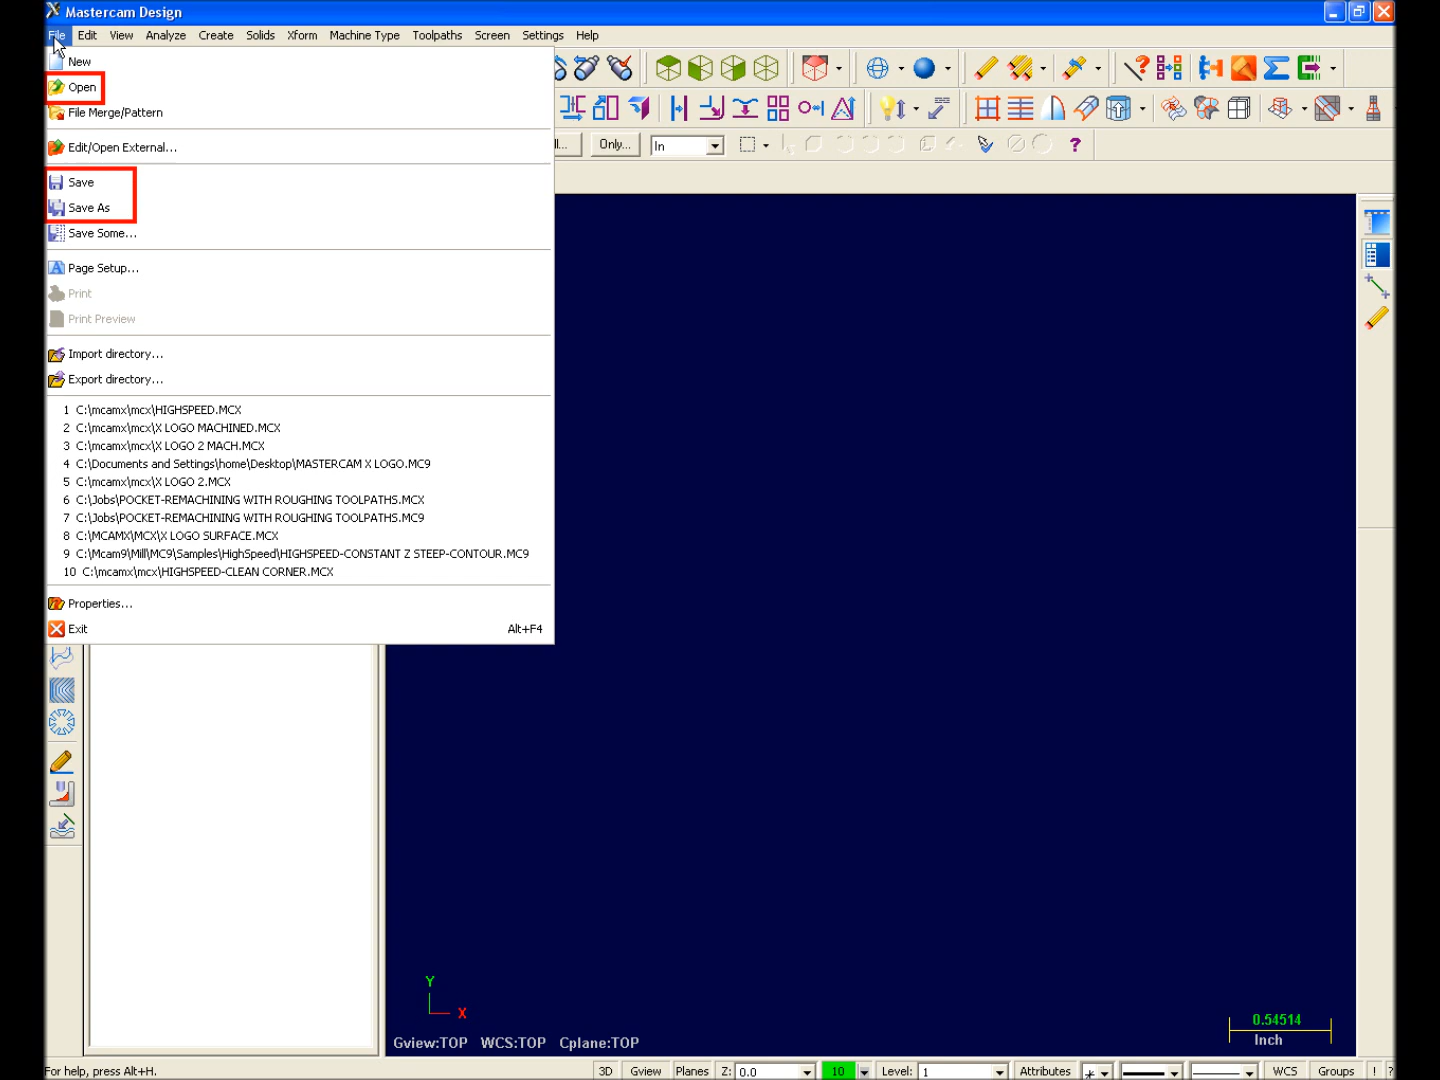 Mastercam Design
File Edit View Analyze Create Solids Xform Machine Type Toolpaths Screen Settings Help
New
Open
File Merge/Pattern
Edit/Open External...
Only...
In
?
Save
Save As
Save Some...
Page Setup...
Print
Print Preview
Import directory...
Export directory...
1 C:\mcamx\mcx\HIGHSPEED.MCX
2 C:\mcamx\mcx\X LOGO MACHINED.MCX
3 C:\mcamx\mcx\X LOGO 2 MACH.MCX
4 C:\Documents and Settings\home\Desktop\MASTERCAM X LOGO.MC9
5 C:\mcamx\mcx\X LOGO 2.MCX
6 C:\Jobs\POCKET-REMACHINING WITH ROUGHING TOOLPATHS.MCX
7 C:\Jobs\POCKET-REMACHINING WITH ROUGHING TOOLPATHS.MC9
8 C:\MCAMX\MCX\X LOGO SURFACE.MCX
9 C:\Mcam9\Mill\MC9\Samples\HighSpeed\HIGHSPEED-CONSTANT Z STEEP-CONTOUR.MC9
10 C:\mcamx\mcx\HIGHSPEED-CLEAN CORNER.MCX
Properties...
Exit Alt+F4
Y
X
0.54514
Inch
Gview:TOP WCS:TOP Cplane:TOP
For help, press Alt+H.
3D Gview Planes Z: 0.0 10 Level: 1 Attributes WCS Groups ! ?